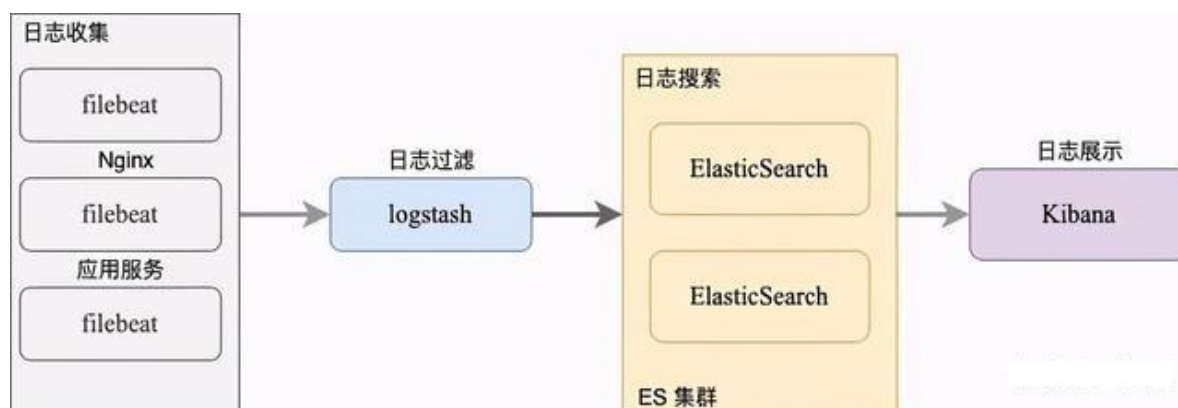 日志收集
filebeat
Nginx
filebeat
应用服务
filebeat
日志过滤
logstash
日志搜索
ElasticSearch
ElasticSearch
ES 集群
日志展示
Kibana